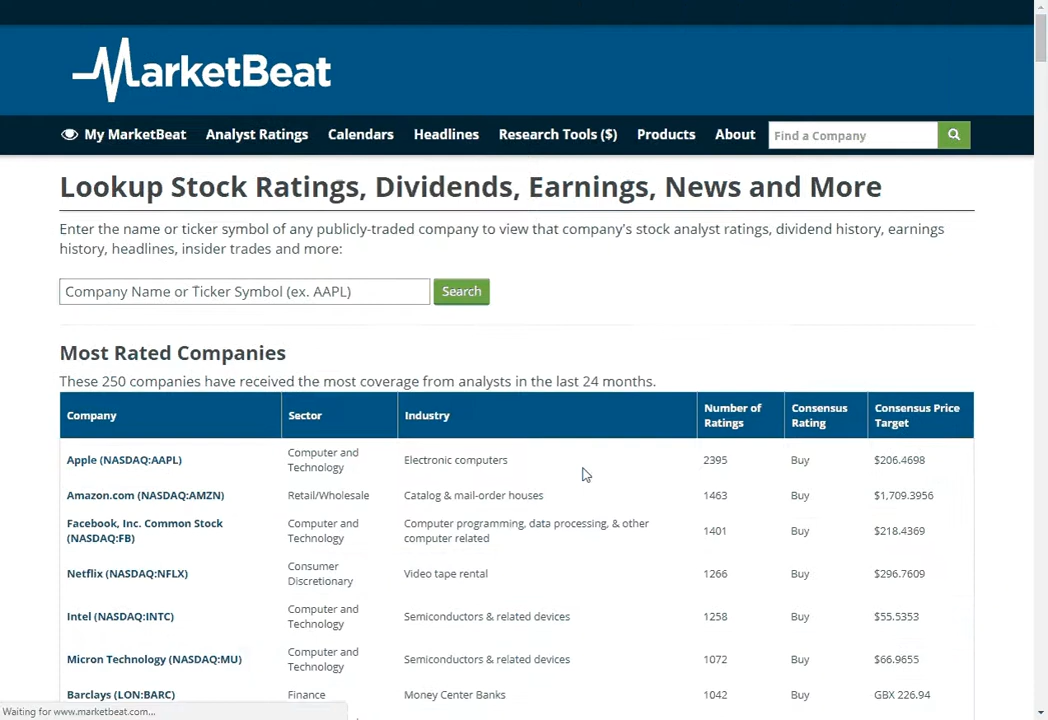 MarketBeat
My MarketBeat Analyst Ratings Calendars Headlines Research Tools ($) Products About Find a Company
Lookup Stock Ratings, Dividends, Earnings, News and More
Enter the name or ticker symbol of any publicly-traded company to view that company's stock analyst ratings, dividend history, earnings
history, headlines, insider trades and more:
Company Name or Ticker Symbol (ex. AAPL) Search
Most Rated Companies
These 250 companies have received the most coverage from analysts in the last 24 months.
Company Sector Industry Number of Ratings Consensus Rating Consensus Price Target
Apple (NASDAQ:AAPL) Computer and Technology Electronic computers 2395 Buy $206.4698
Amazon.com (NASDAQ:AMZN) Retail/Wholesale Catalog & mail-order houses 1463 Buy $1,709.3956
Facebook, Inc. Common Stock (NASDAQ:FB) Computer and Technology Computer programming, data processing, & other computer related 1401 Buy $218.4369
Netflix (NASDAQ:NFLX) Consumer Discretionary Video tape rental 1266 Buy $296.7609
Intel (NASDAQ:INTC) Computer and Technology Semiconductors & related devices 1258 Buy $55.5353
Micron Technology (NASDAQ:MU) Computer and Technology Semiconductors & related devices 1072 Buy $66.9655
Barclays (LON:BARC) Finance Money Center Banks 1042 Buy GBX 226.94
Waiting for www.marketbeat.com...